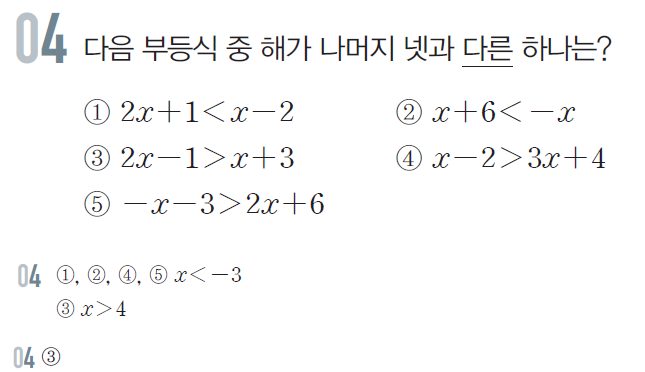 04 다음 부등식 중 해가 나머지 넷과 다른 하나는?
① 2x+1<x-2 ② x+6<-x
③ 2x-1>x+3 ④ x-2>3x+4
⑤ -x-3>2x+6
04 ①, ②, ④, ⑤ x<-3
③ x>4
04 ③